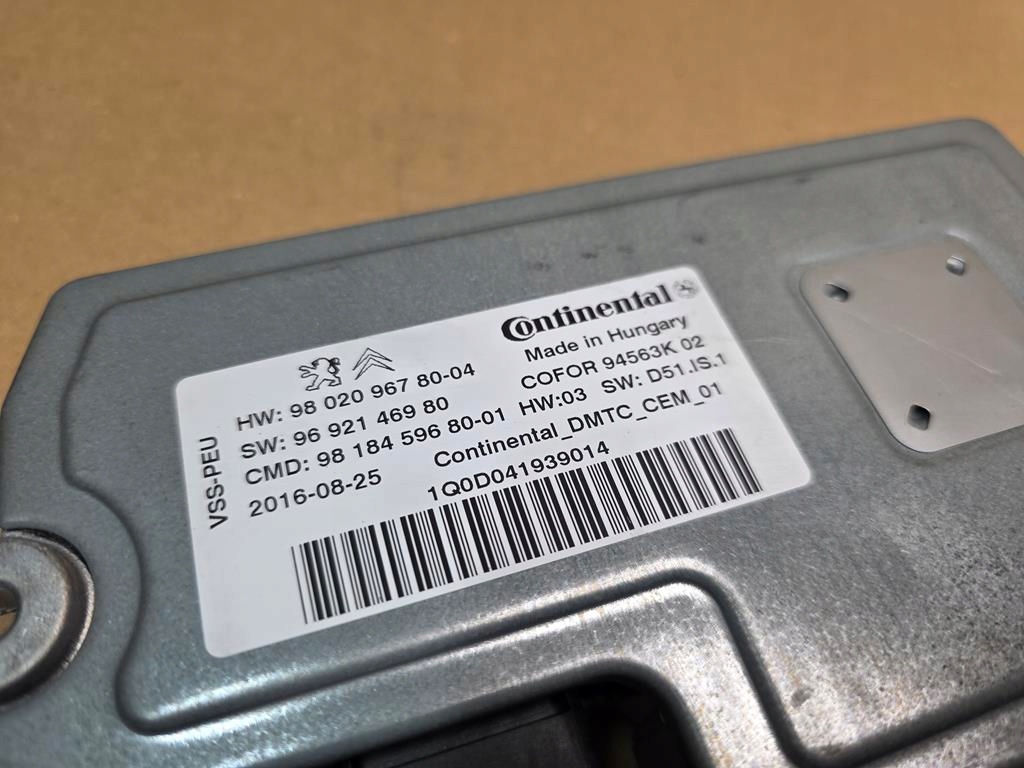 Continental
Made in Hungary
COFOR 94563K 02
HW: 98 020 967 80-04
SW: 96 921 469 80
CMD: 98 184 596 80-01 HW:03 SW: D51.IS.1
2016-08-25 Continental_DMTC_CEM_01
1Q0D041939014
VSS-PEU